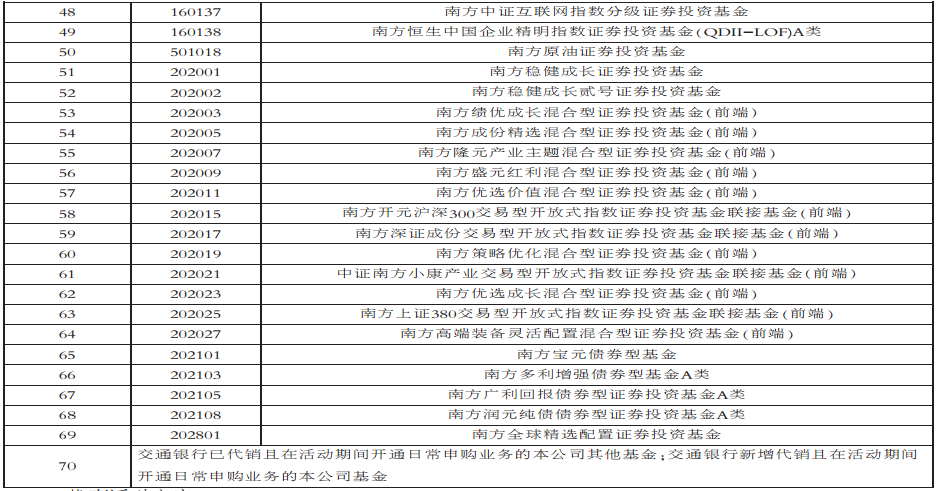 48 160137 南方中证互联网指数分级证券投资基金
49 160138 南方恒生中国企业精明指数证券投资基金(QDII-LOF)A类
50 501018 南方原油证券投资基金
51 202001 南方稳健成长证券投资基金
52 202002 南方稳健成长贰号证券投资基金
53 202003 南方绩优成长混合型证券投资基金(前端)
54 202005 南方成份精选混合型证券投资基金(前端)
55 202007 南方隆元产业主题混合型证券投资基金(前端)
56 202009 南方盛元红利混合型证券投资基金(前端)
57 202011 南方优选价值混合型证券投资基金(前端)
58 202015 南方开元沪深300交易型开放式指数证券投资基金联接基金(前端)
59 202017 南方深证成份交易型开放式指数证券投资基金联接基金(前端)
60 202019 南方策略优化混合型证券投资基金(前端)
61 202021 中证南方小康产业交易型开放式指数证券投资基金联接基金(前端)
62 202023 南方优选成长混合型证券投资基金(前端)
63 202025 南方上证380交易型开放式指数证券投资基金联接基金(前端)
64 202027 南方高端装备灵活配置混合型证券投资基金(前端)
65 202101 南方宝元债券型基金
66 202103 南方多利增强债券型基金A类
67 202105 南方广利回报债券型证券投资基金A类
68 202108 南方润元纯债债券型证券投资基金A类
69 202801 南方全球精选配置证券投资基金
70 交通银行已代销且在活动期间开通日常申购业务的本公司其他基金;交通银行新增代销且在活动期间
开通日常申购业务的本公司基金